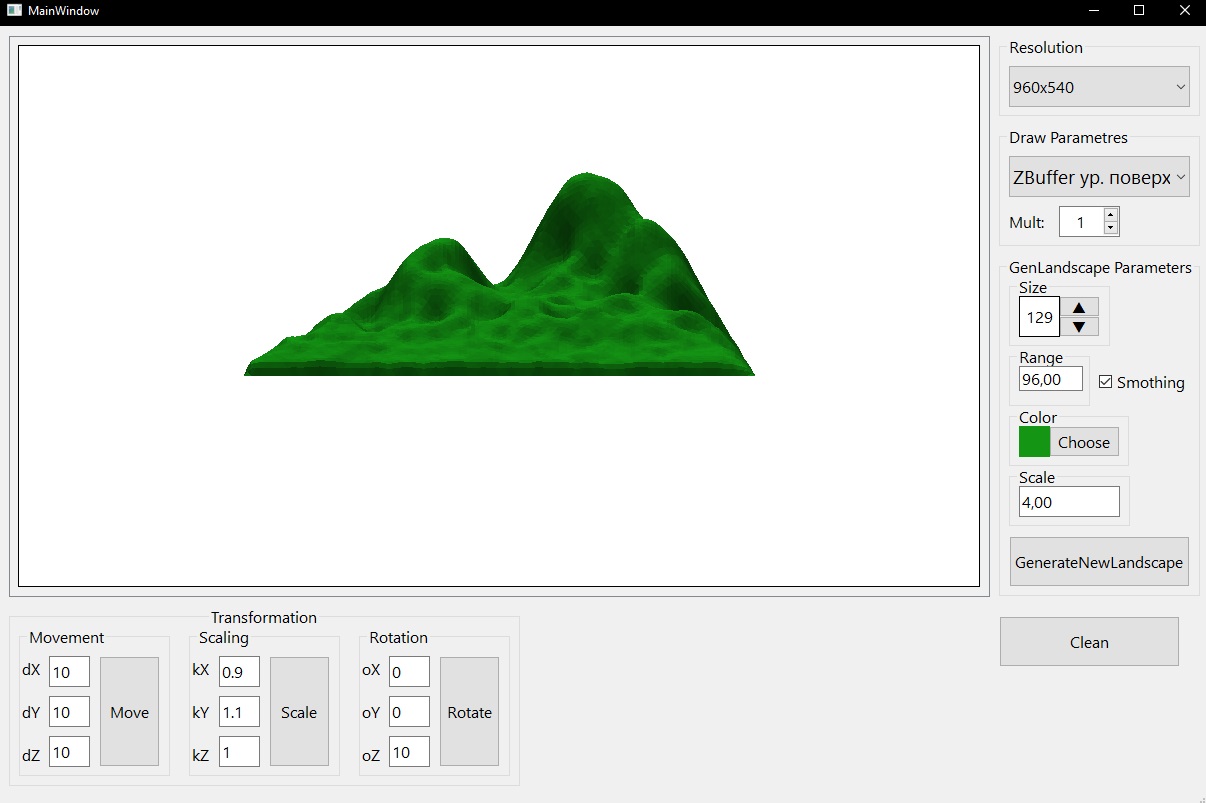 MainWindow
Resolution
960x540
Draw Parametres
ZBuffer ур. поверх
Mult: 1
GenLandscape Parameters
Size
129
Range
96,00
Smothing
Color
Choose
Scale
4,00
GenerateNewLandscape
Clean
Transformation
Movement
dX 10
dY 10
dZ 10
Move
Scaling
kX 0.9
kY 1.1
kZ 1
Scale
Rotation
oX 0
oY 0
oZ 10
Rotate